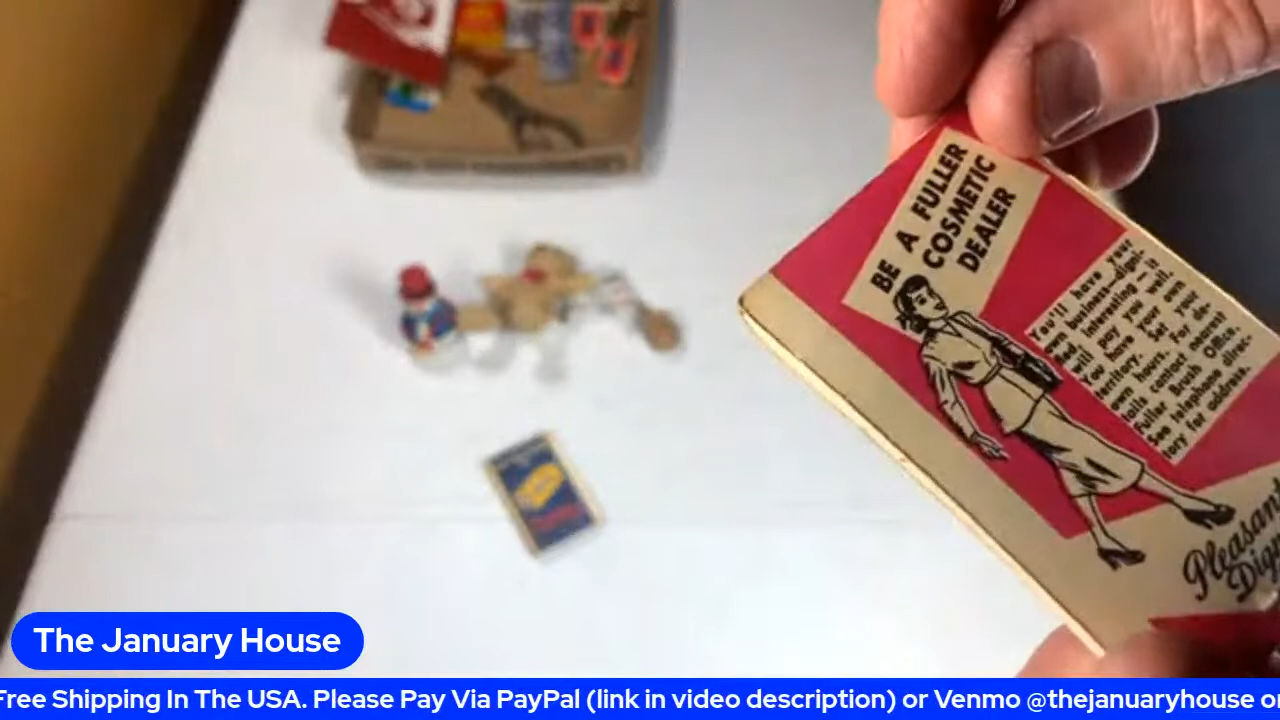 BE A FULLER
COSMETIC
DEALER
You'll have your
own business—digni-
fied interesting — it
will pay you well.
You have your own
territory. Set your
own hours. For de-
tails contact nearest
Fuller Brush Office.
See telephone direc-
tory for address.
Pleasant
The January House
Free Shipping In The USA. Please Pay Via PayPal (link in video description) or Venmo @thejanuaryhouse or